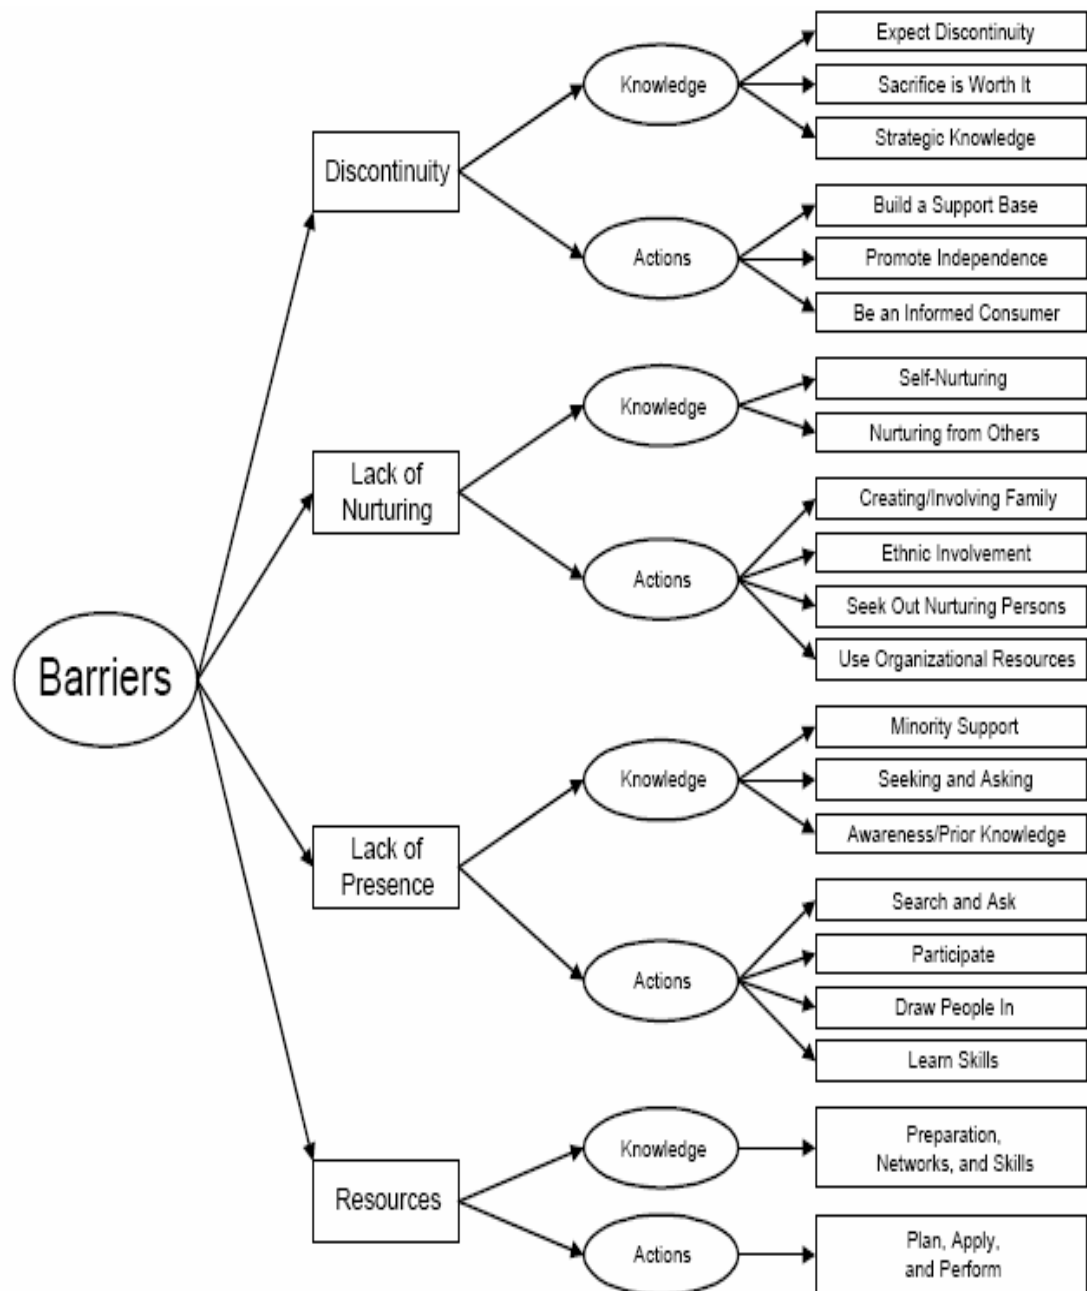 Barriers
Discontinuity
Knowledge
Expect Discontinuity
Sacrifice is Worth It
Strategic Knowledge
Actions
Build a Support Base
Promote Independence
Be an Informed Consumer
Lack of
Nurturing
Knowledge
Self-Nurturing
Nurturing from Others
Actions
Creating/Involving Family
Ethnic Involvement
Seek Out Nurturing Persons
Use Organizational Resources
Lack of
Presence
Knowledge
Minority Support
Seeking and Asking
Awareness/Prior Knowledge
Actions
Search and Ask
Participate
Draw People In
Learn Skills
Resources
Knowledge
Preparation,
Networks, and Skills
Actions
Plan, Apply,
and Perform